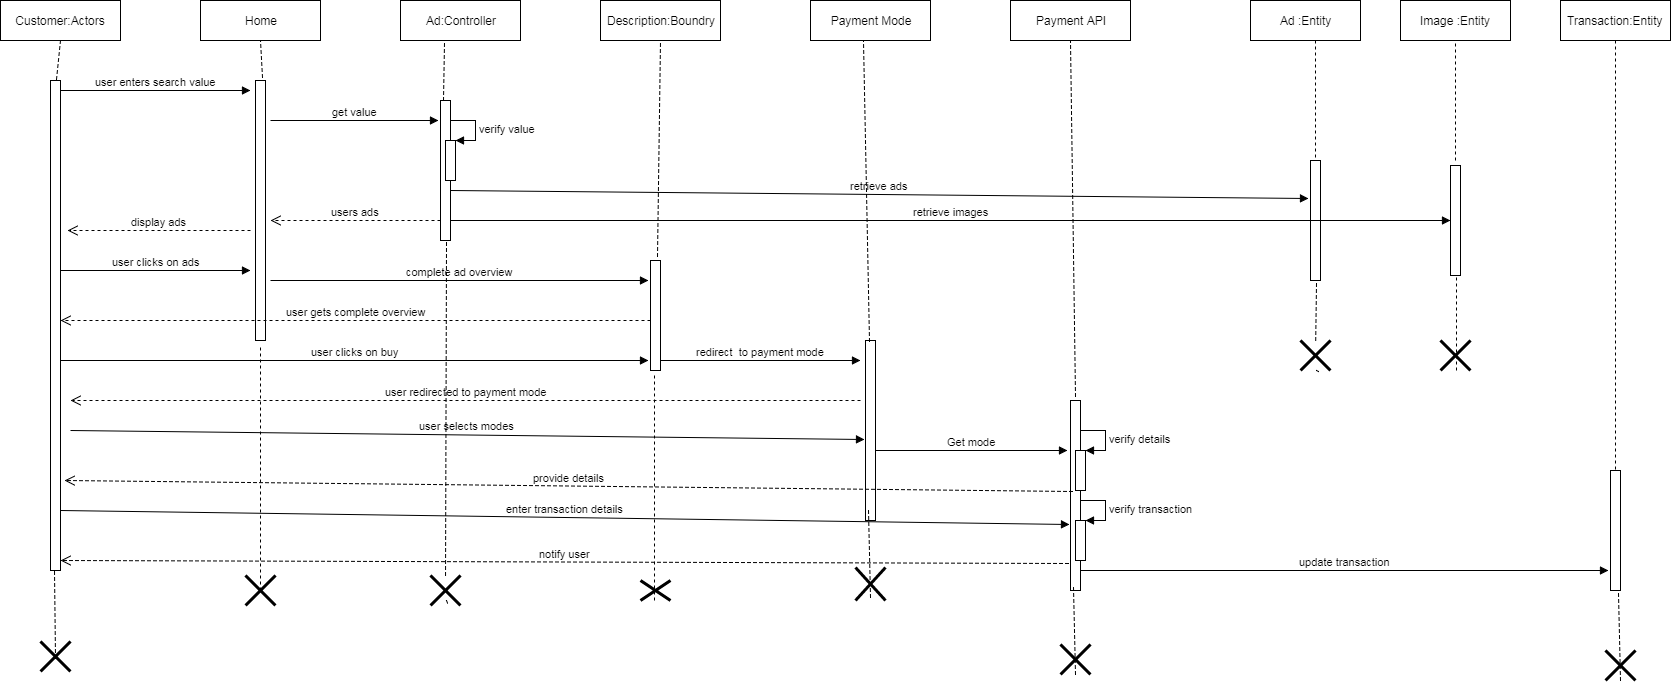 Customer:Actors
Home
Ad:Controller
Description:Boundry
Payment Mode
Payment API
Ad :Entity
Image :Entity
Transaction:Entity
user enters search value
get value
verify value
retrieve ads
users ads
retrieve images
display ads
user clicks on ads
complete ad overview
user gets complete overview
user clicks on buy
redirect  to payment mode
user redirected to payment mode
user selects modes
Get mode
verify details
provide details
enter transaction details
verify transaction
notify user
update transaction